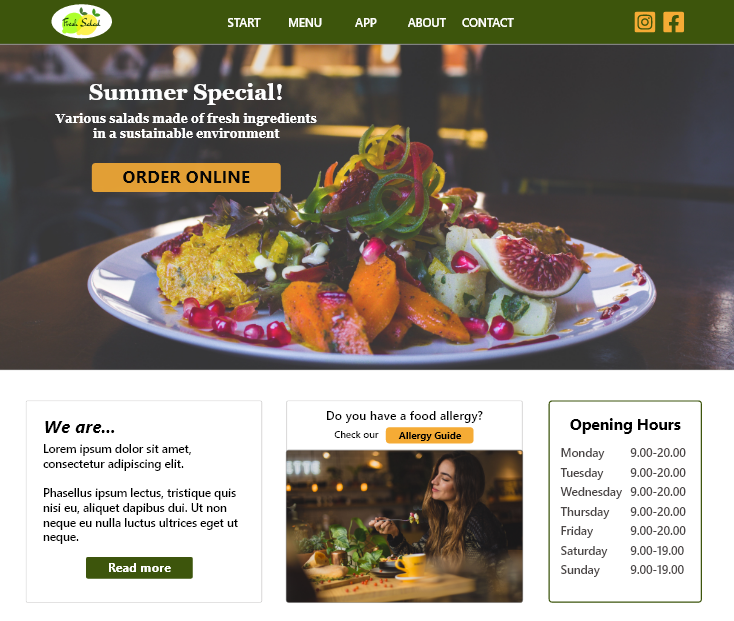 Fresh Salad
START MENU APP ABOUT CONTACT
Summer Special!
Various salads made of fresh ingredients
in a sustainable environment
ORDER ONLINE
We are...
Lorem ipsum dolor sit amet,
consectetur adipiscing elit.
Phasellus ipsum lectus, tristique quis
nisi eu, aliquet dapibus dui. Ut non
neque eu nulla luctus ultrices eget ut
neque.
Read more
Do you have a food allergy?
Check our Allergy Guide
Opening Hours
Monday 9.00-20.00
Tuesday 9.00-20.00
Wednesday 9.00-20.00
Thursday 9.00-20.00
Friday 9.00-20.00
Saturday 9.00-19.00
Sunday 9.00-19.00